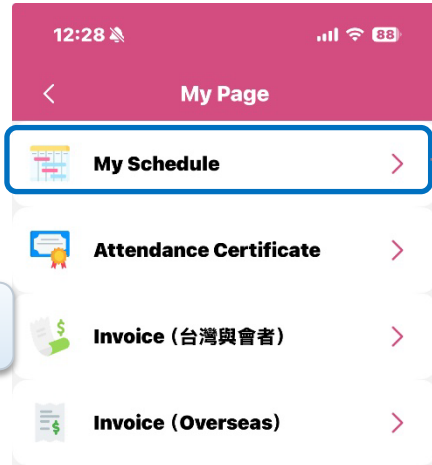 12:28
88
My Page
My Schedule
Attendance Certificate
Invoice（台灣與會者）
Invoice（Overseas）